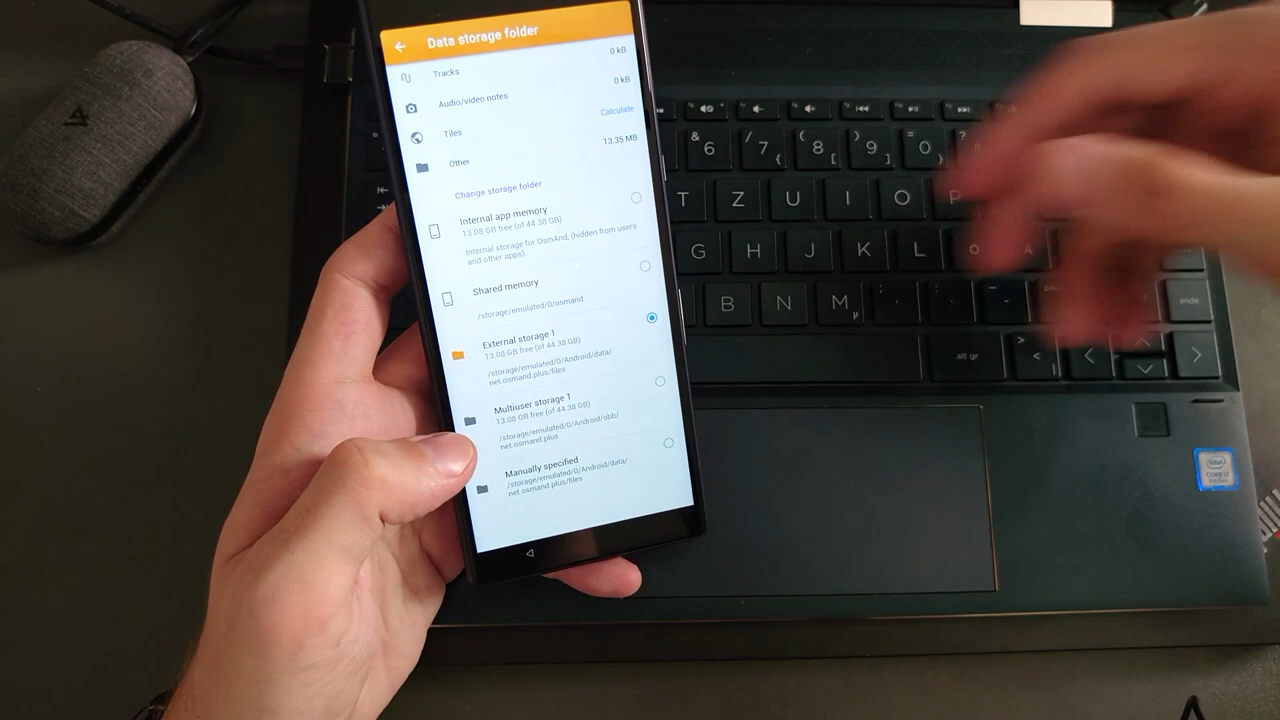 Data storage folder
0 kB
Tracks
0 kB
Audio/video notes
Calculate
Tiles
13.35 MB
Other
Change storage folder
Internal app memory
13.08 GB free (of 44.38 GB)
Internal storage for OsmAnd, (hidden from users
and other apps)
Shared memory
/storage/emulated/0/osmand
External storage 1
13.08 GB free (of 44.38 GB)
/storage/emulated/0/Android/data/
net.osmand.plus/files
Multiuser storage 1
13.08 GB free (of 44.38 GB)
/storage/emulated/0/Android/obb/
net.osmand.plus
Manually specified
/storage/emulated/0/Android/data/
net.osmand.plus/files
& 6
/ 7 {
( 8 [
) 9 ]
= 0 }
T Z U I O P
G H J K L Ö Ä
B N M µ
ende
alt gr
> < |
intel
CORE i7